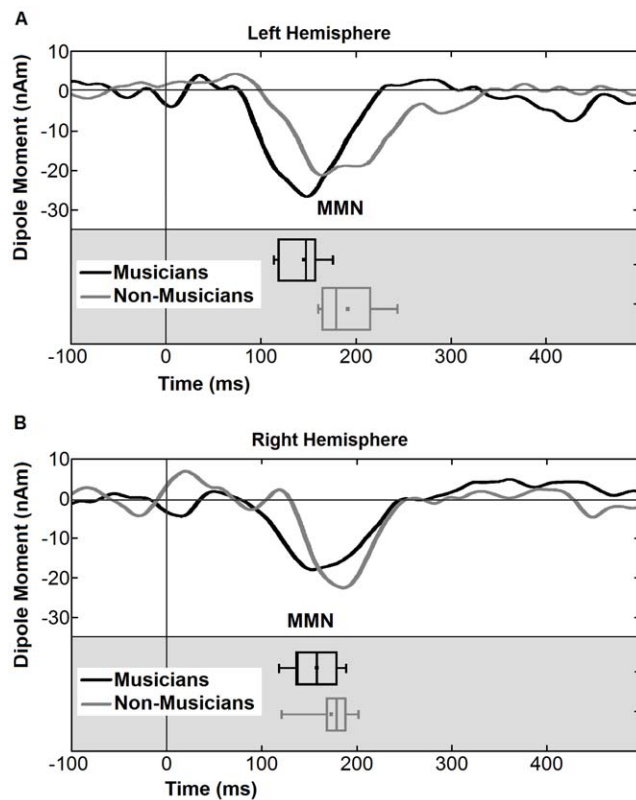 A
Left Hemisphere
Dipole Moment (nAm)
10
0
-10
-20
-30
MMN
Musicians
Non-Musicians
-100 0 100 200 300 400
Time (ms)
B
Right Hemisphere
Dipole Moment (nAm)
10
0
-10
-20
-30
MMN
Musicians
Non-Musicians
-100 0 100 200 300 400
Time (ms)